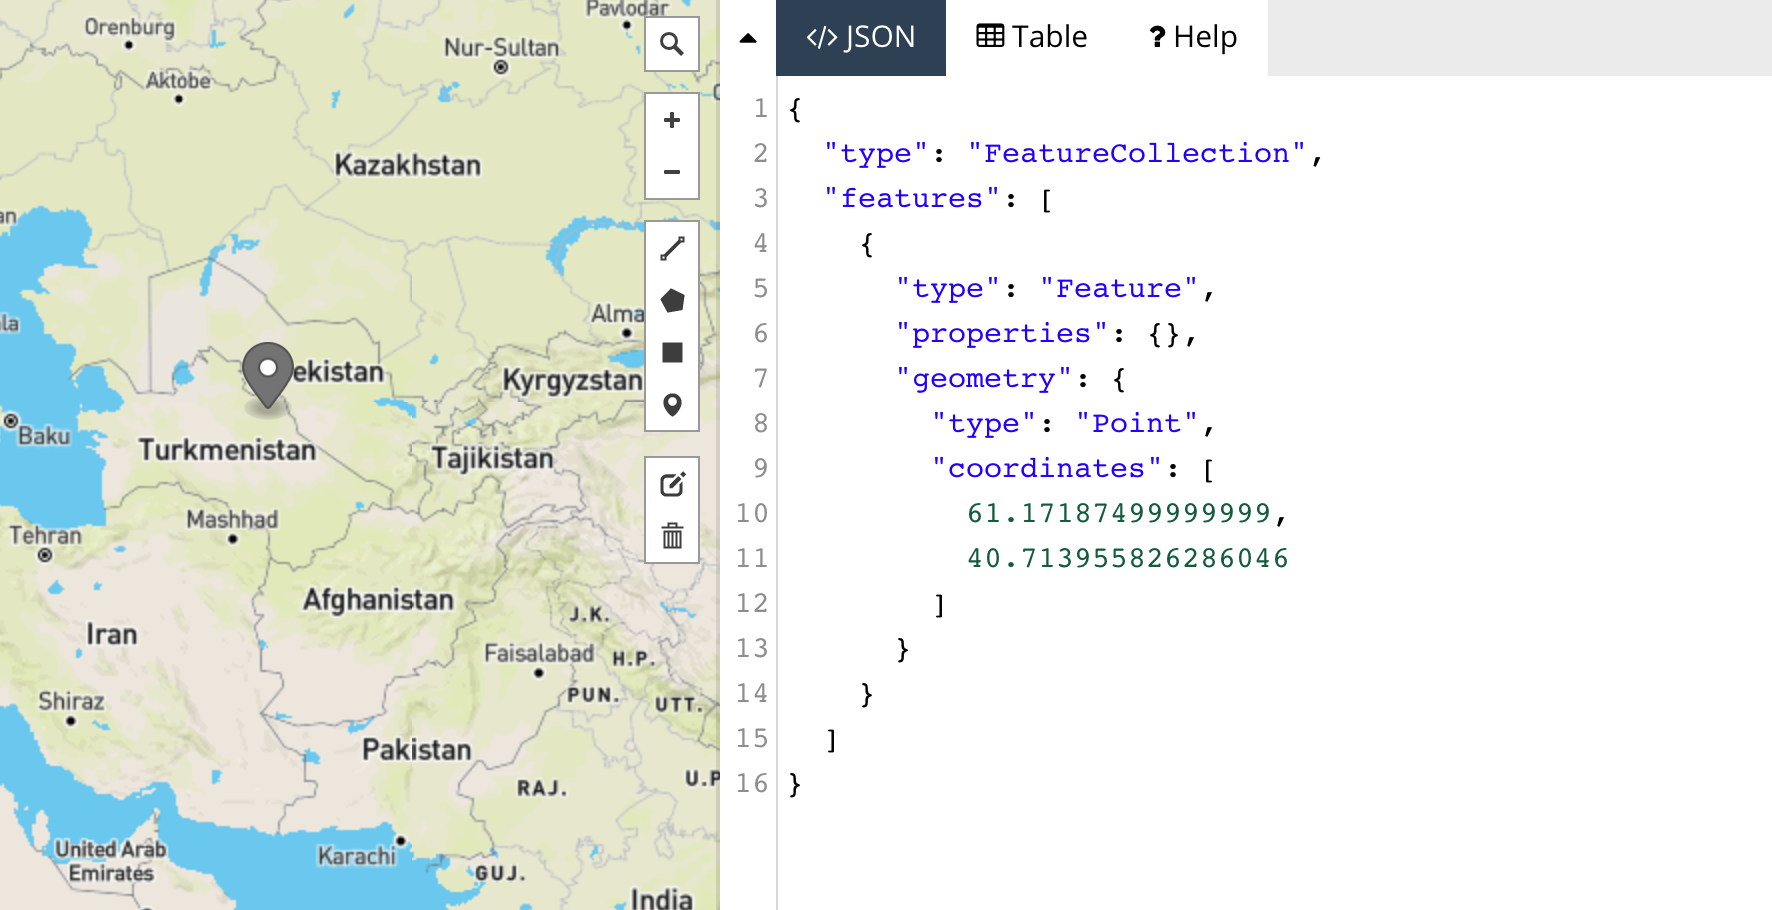 Pavlodar
Orenburg
Nur-Sultan
Aktobe
Kazakhstan
an
la
Alma
ekistan
Kyrgyzstan
Baku
Turkmenistan
Tajikistan
Mashhad
Tehran
Afghanistan
J.K.
Iran
Faisalabad
H.P.
Shiraz
PUN.
UTT.
Pakistan
U.P
RAJ.
United Arab
Emirates
Karachi
GUJ.
India
</> JSON
Table
? Help
1 {
2 "type": "FeatureCollection",
3 "features": [
4 {
5 "type": "Feature",
6 "properties": {},
7 "geometry": {
8 "type": "Point",
9 "coordinates": [
10 61.17187499999999,
11 40.713955826286046
12 ]
13 }
14 }
15 ]
16 }